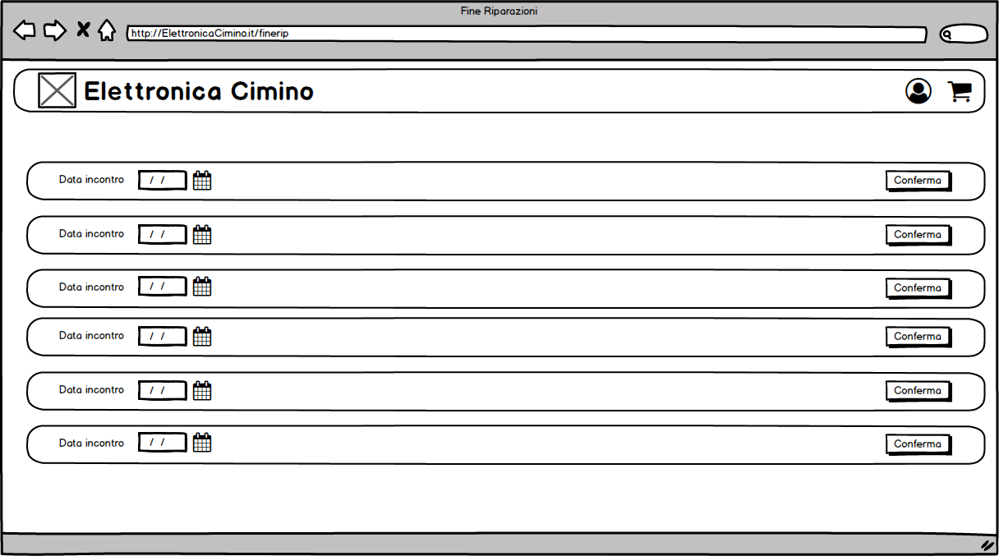 Fine Riparazioni
http://ElettronicaCimino.it/finerip
Elettronica Cimino
Data incontro / / Conferma
Data incontro / / Conferma
Data incontro / / Conferma
Data incontro / / Conferma
Data incontro / / Conferma
Data incontro / / Conferma